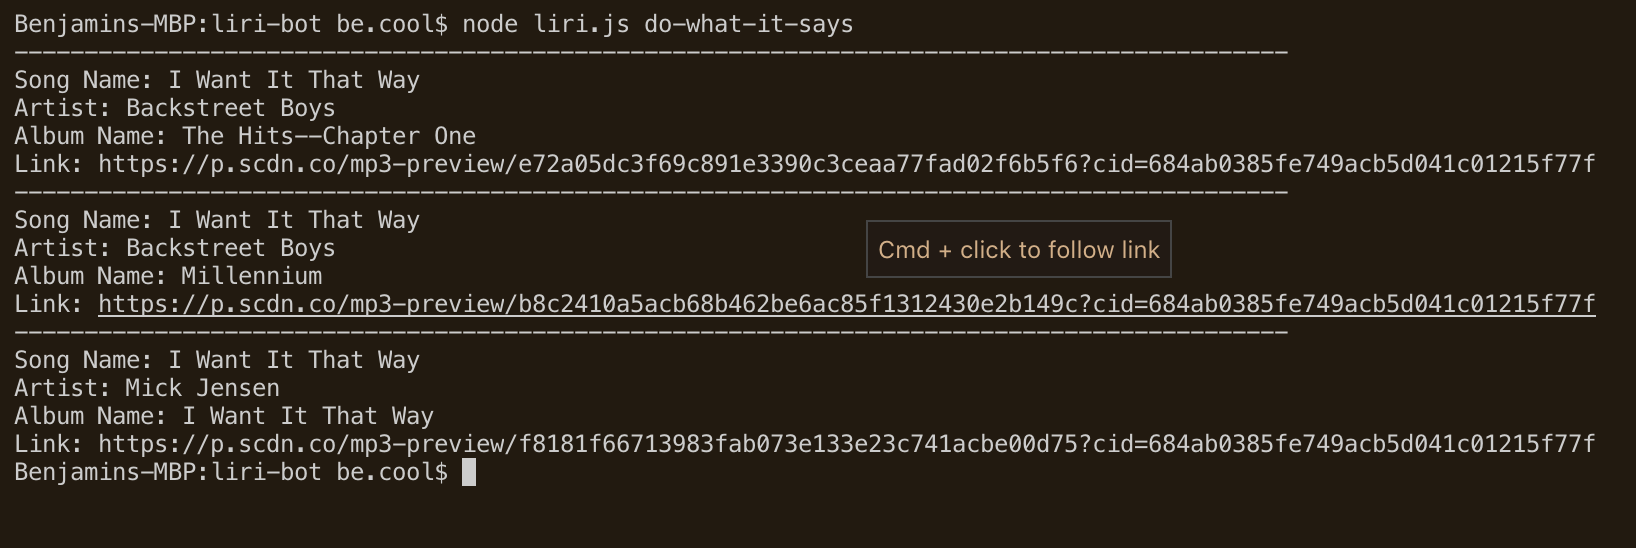 Benjamins-MBP:liri-bot be.cool$ node liri.js do-what-it-says
-------------------------------------------------------------------------------------------
Song Name: I Want It That Way
Artist: Backstreet Boys
Album Name: The Hits--Chapter One
Link: https://p.scdn.co/mp3-preview/e72a05dc3f69c891e3390c3ceaa77fad02f6b5f6?cid=684ab0385fe749acb5d041c01215f77f
-------------------------------------------------------------------------------------------
Song Name: I Want It That Way
Artist: Backstreet Boys
Cmd + click to follow link
Album Name: Millennium
Link: https://p.scdn.co/mp3-preview/b8c2410a5acb68b462be6ac85f1312430e2b149c?cid=684ab0385fe749acb5d041c01215f77f
-------------------------------------------------------------------------------------------
Song Name: I Want It That Way
Artist: Mick Jensen
Album Name: I Want It That Way
Link: https://p.scdn.co/mp3-preview/f8181f66713983fab073e133e23c741acbe00d75?cid=684ab0385fe749acb5d041c01215f77f
Benjamins-MBP:liri-bot be.cool$